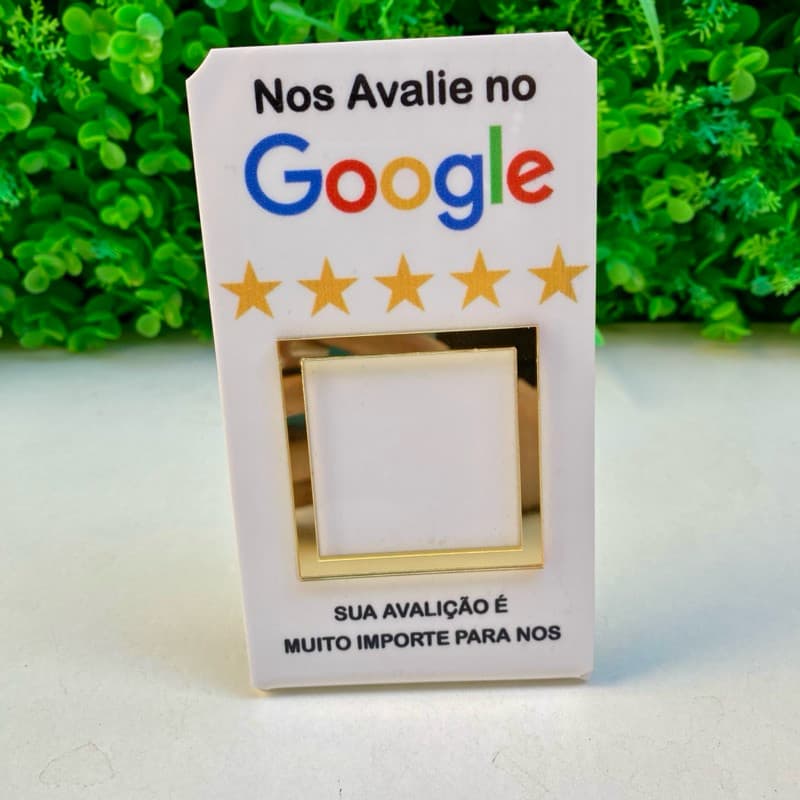 Nos Avalie no
Google
SUA AVALIÇÃO É
MUITO IMPORTE PARA NOS